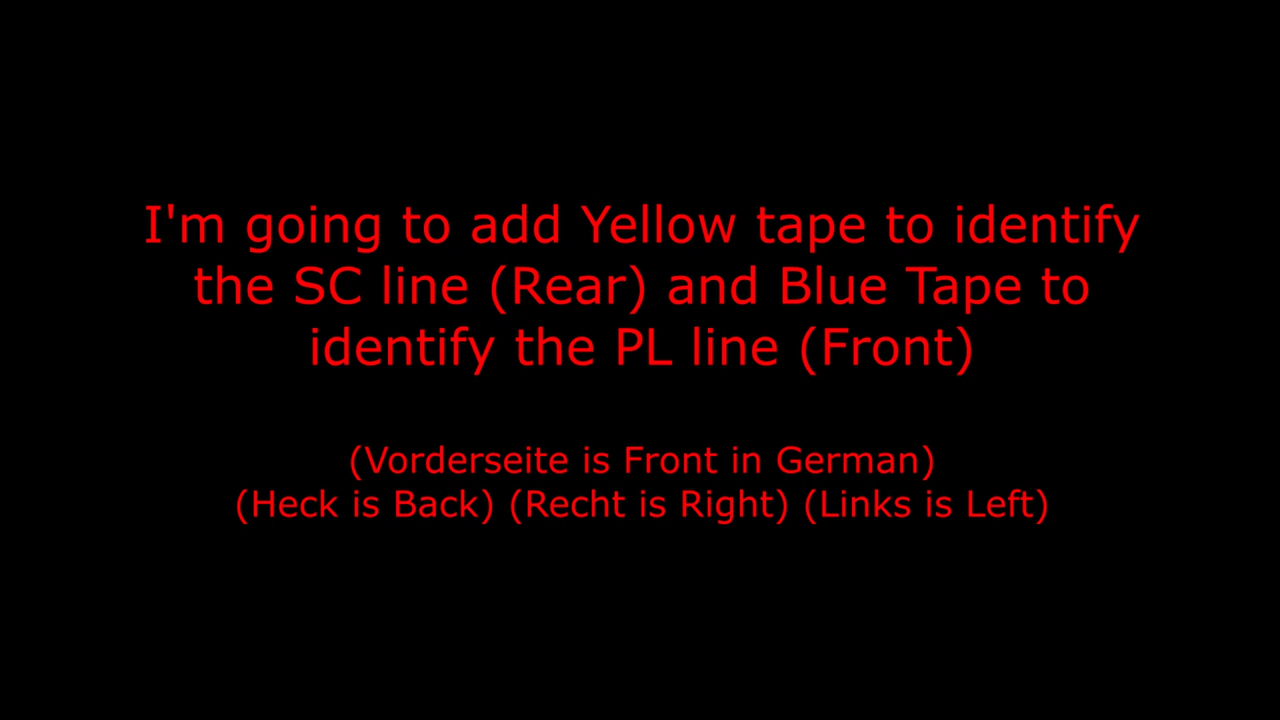 I'm going to add Yellow tape to identify
the SC line (Rear) and Blue Tape to
identify the PL line (Front)
(Vorderseite is Front in German)
(Heck is Back) (Recht is Right) (Links is Left)